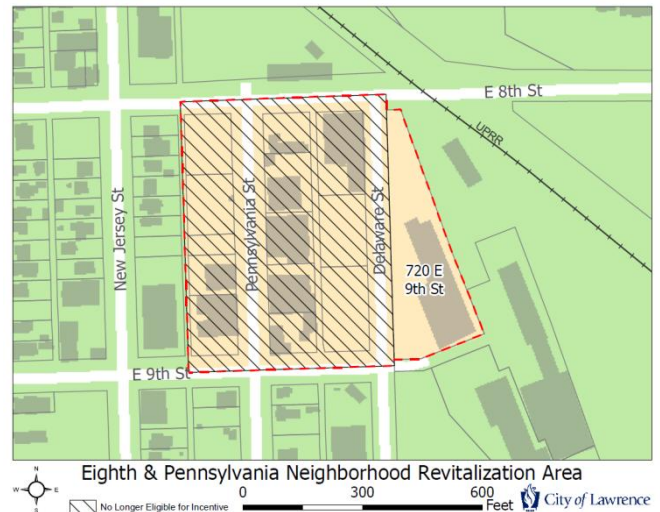 E 8th St
UPRR
New Jersey St
Pennsylvania St
Delaware St
720 E
9th St
E 9th St
Eighth & Pennsylvania Neighborhood Revitalization Area
N
W
E
S
No Longer Eligible for Incentive
0
300
600
Feet
City of Lawrence